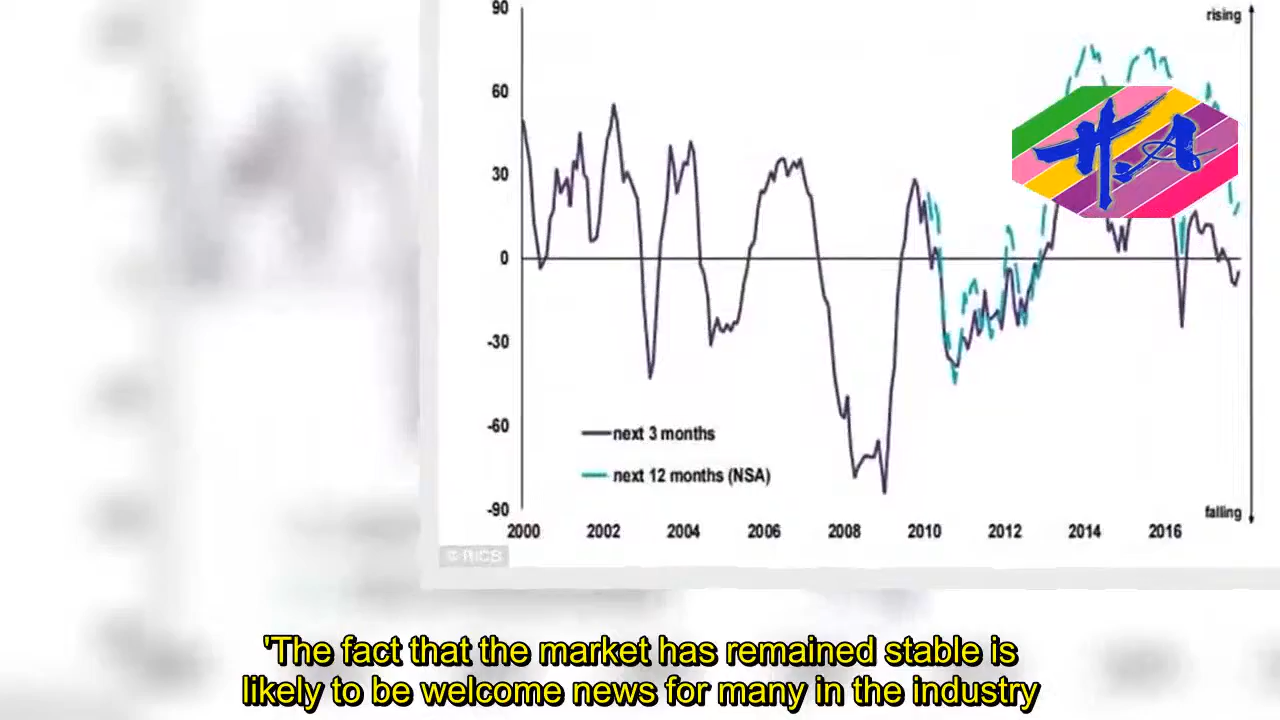 90
rising
60
30
0
-30
-60
-90
next 3 months
next 12 months (NSA)
falling
2000 2002 2004 2006 2008 2010 2012 2014 2016
© RICS
H.A
'The fact that the market has remained stable is
likely to be welcome news for many in the industry